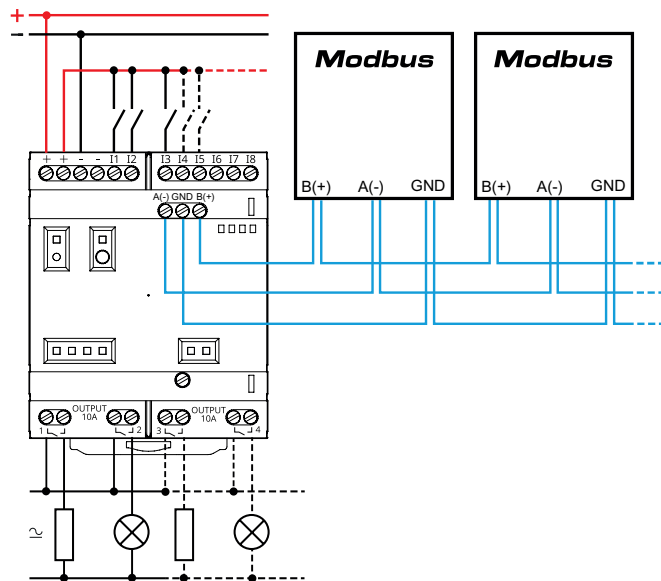 +
-
Modbus Modbus
+ + - - I1 I2 I3 I4 I5 I6 I7 I8
A(-) GND B(+)
B(+) A(-) GND B(+) A(-) GND
OUTPUT 10A OUTPUT 10A
1 2 3 4
≃